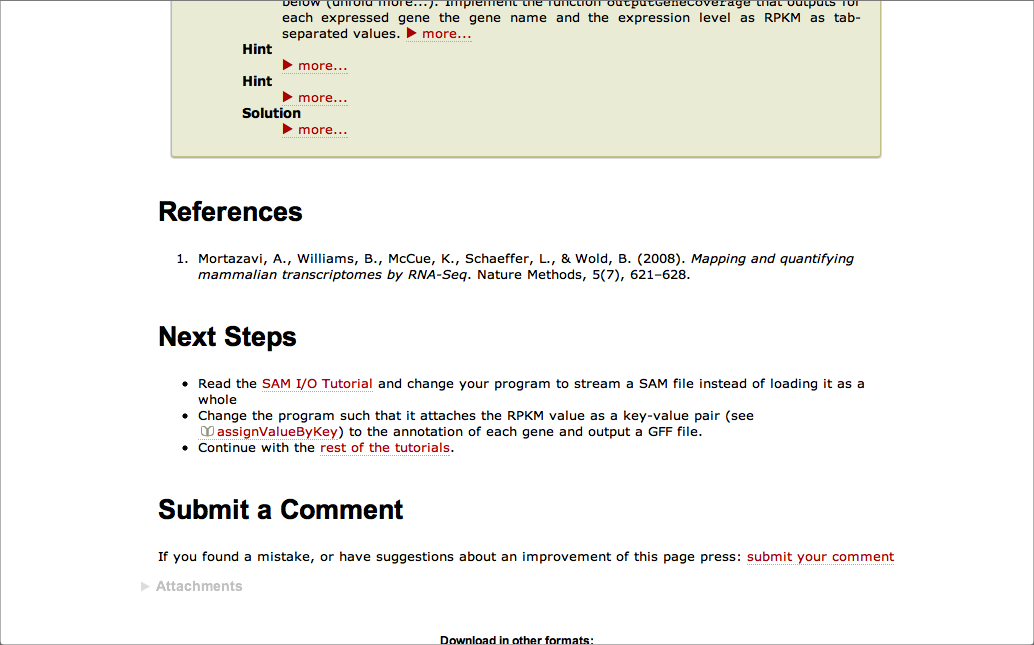 below (unfold more...). Implement the function outputGeneCoverage that outputs for
each expressed gene the gene name and the expression level as RPKM as tab-
separated values. ▶ more...
Hint
▶ more...
Hint
▶ more...
Solution
▶ more...
References
1. Mortazavi, A., Williams, B., McCue, K., Schaeffer, L., & Wold, B. (2008). Mapping and quantifying
mammalian transcriptomes by RNA-Seq. Nature Methods, 5(7), 621–628.
Next Steps
• Read the SAM I/O Tutorial and change your program to stream a SAM file instead of loading it as a
whole
• Change the program such that it attaches the RPKM value as a key-value pair (see
assignValueByKey) to the annotation of each gene and output a GFF file.
• Continue with the rest of the tutorials.
Submit a Comment
If you found a mistake, or have suggestions about an improvement of this page press: submit your comment
▶ Attachments
Download in other formats: